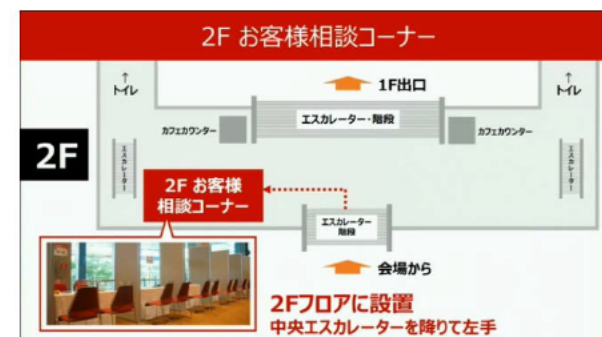 2F お客様相談コーナー
↑
トイレ
1F出口
↑
トイレ
エスカレーター・階段
カフェカウンター
カフェカウンター
2F
エスカレーター
エスカレーター
2F お客様
相談コーナー
エスカレーター
階段
会場から
2Fフロアに設置
中央エスカレーターを降りて左手